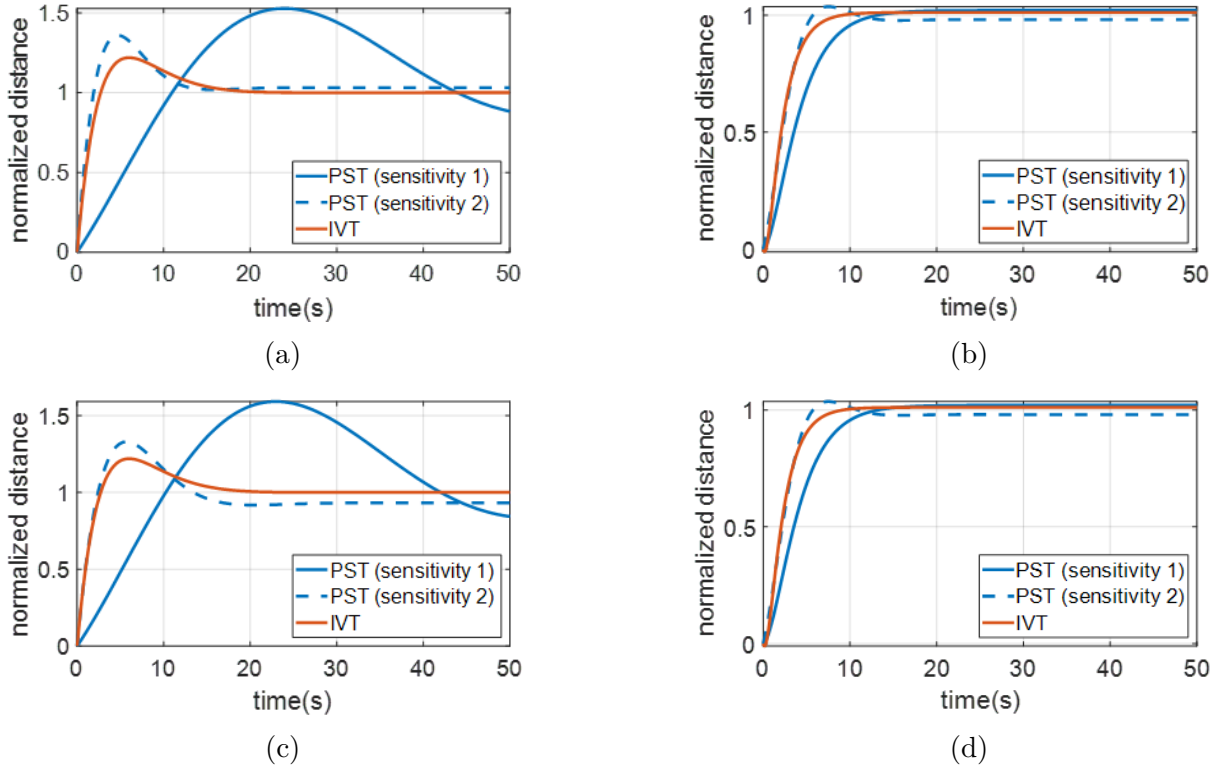 1.5
1
0.5
0
normalized distance
PST (sensitivity 1)
PST (sensitivity 2)
IVT
0 10 20 30 40 50
time(s)
(a)
1
0.5
0
normalized distance
PST (sensitivity 1)
PST (sensitivity 2)
IVT
0 10 20 30 40 50
time(s)
(b)
1.5
1
0.5
0
normalized distance
PST (sensitivity 1)
PST (sensitivity 2)
IVT
0 10 20 30 40 50
time(s)
(c)
1
0.5
0
normalized distance
PST (sensitivity 1)
PST (sensitivity 2)
IVT
0 10 20 30 40 50
time(s)
(d)